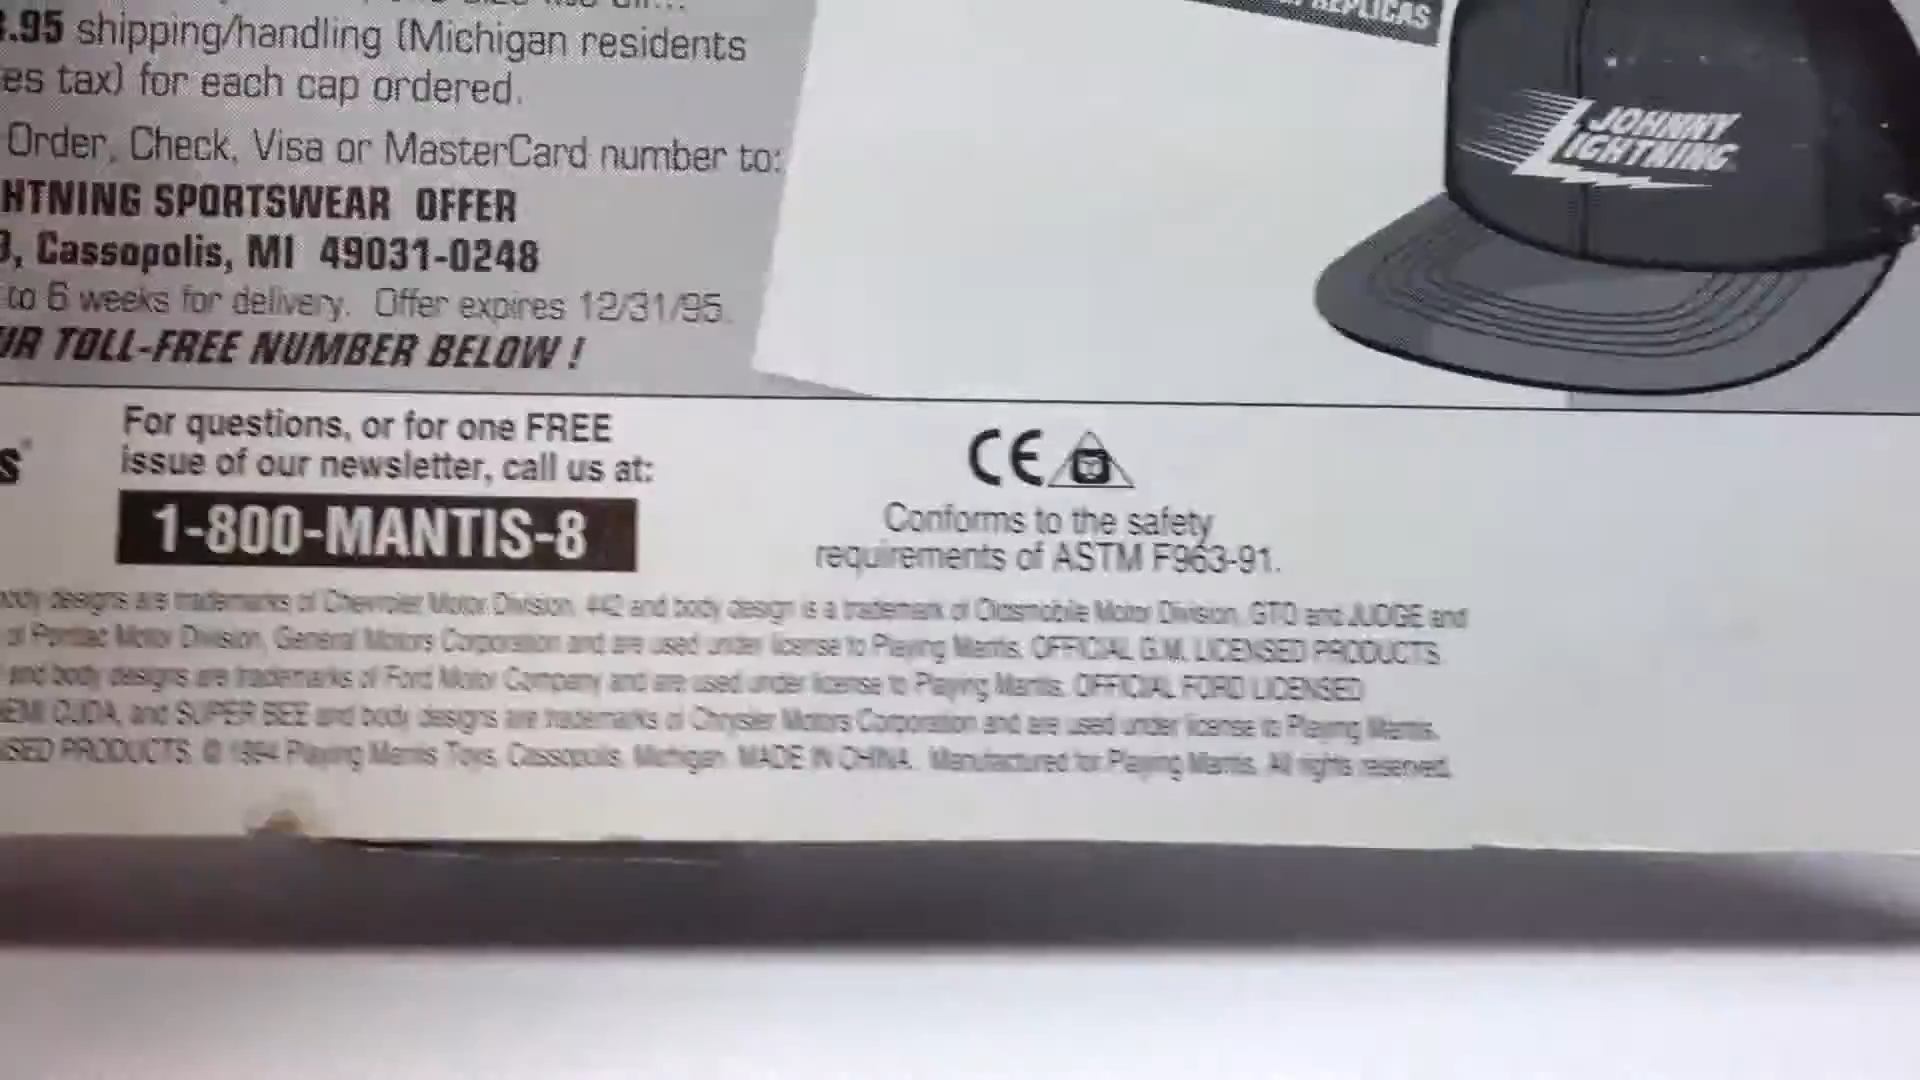 .95 shipping/handling (Michigan residents
es tax) for each cap ordered.
Order, Check, Visa or MasterCard number to:
HTNING SPORTSWEAR OFFER
3, Cassopolis, MI 49031-0248
to 6 weeks for delivery. Offer expires 12/31/95.
UR TOLL-FREE NUMBER BELOW !
REPLICAS
JOHNNY
LIGHTNING
s
For questions, or for one FREE
issue of our newsletter, call us at:
1-800-MANTIS-8
CE
Conforms to the safety
requirements of ASTM F963-91.
body designs are trademarks of Chevrolet Motor Division. 442 and body design is a trademark of Oldsmobile Motor Division. GTO and JUDGE and
of Pontiac Motor Division, General Motors Corporation and are used under license to Playing Mantis. OFFICIAL G.M. LICENSED PRODUCTS.
and body designs are trademarks of Ford Motor Company and are used under license to Playing Mantis. OFFICIAL FORD LICENSED
HEMI CUDA, and SUPER BEE and body designs are trademarks of Chrysler Motors Corporation and are used under license to Playing Mantis.
SED PRODUCTS. © 1994 Playing Mantis Toys, Cassopolis, Michigan. MADE IN CHINA. Manufactured for Playing Mantis. All rights reserved.